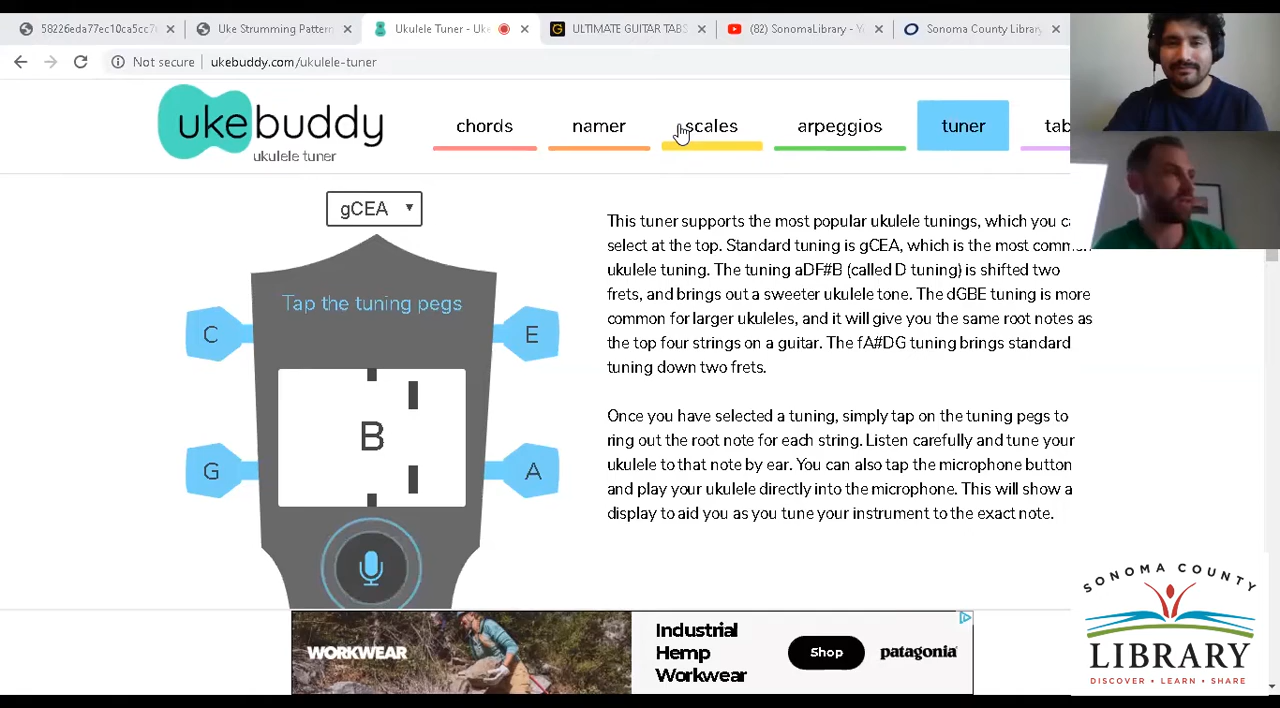 58226eda77ec10ca5cc7
Uke Strumming Pattern
Ukulele Tuner - Uke
ULTIMATE GUITAR TABS
(82) SonomaLibrary - Y
Sonoma County Library
Not secure
ukebuddy.com/ukulele-tuner
ukebuddy
ukulele tuner
chords
namer
scales
arpeggios
tuner
tab
gCEA
Tap the tuning pegs
C
E
B
G
A
This tuner supports the most popular ukulele tunings, which you ca
select at the top. Standard tuning is gCEA, which is the most comm
ukulele tuning. The tuning aDF#B (called D tuning) is shifted two
frets, and brings out a sweeter ukulele tone. The dGBE tuning is more
common for larger ukuleles, and it will give you the same root notes as
the top four strings on a guitar. The fA#DG tuning brings standard
tuning down two frets.
Once you have selected a tuning, simply tap on the tuning pegs to
ring out the root note for each string. Listen carefully and tune your
ukulele to that note by ear. You can also tap the microphone button
and play your ukulele directly into the microphone. This will show a
display to aid you as you tune your instrument to the exact note.
WORKWEAR
Industrial
Hemp
Workwear
Shop
patagonia
SONOMA COUNTY
LIBRARY
DISCOVER • LEARN • SHARE